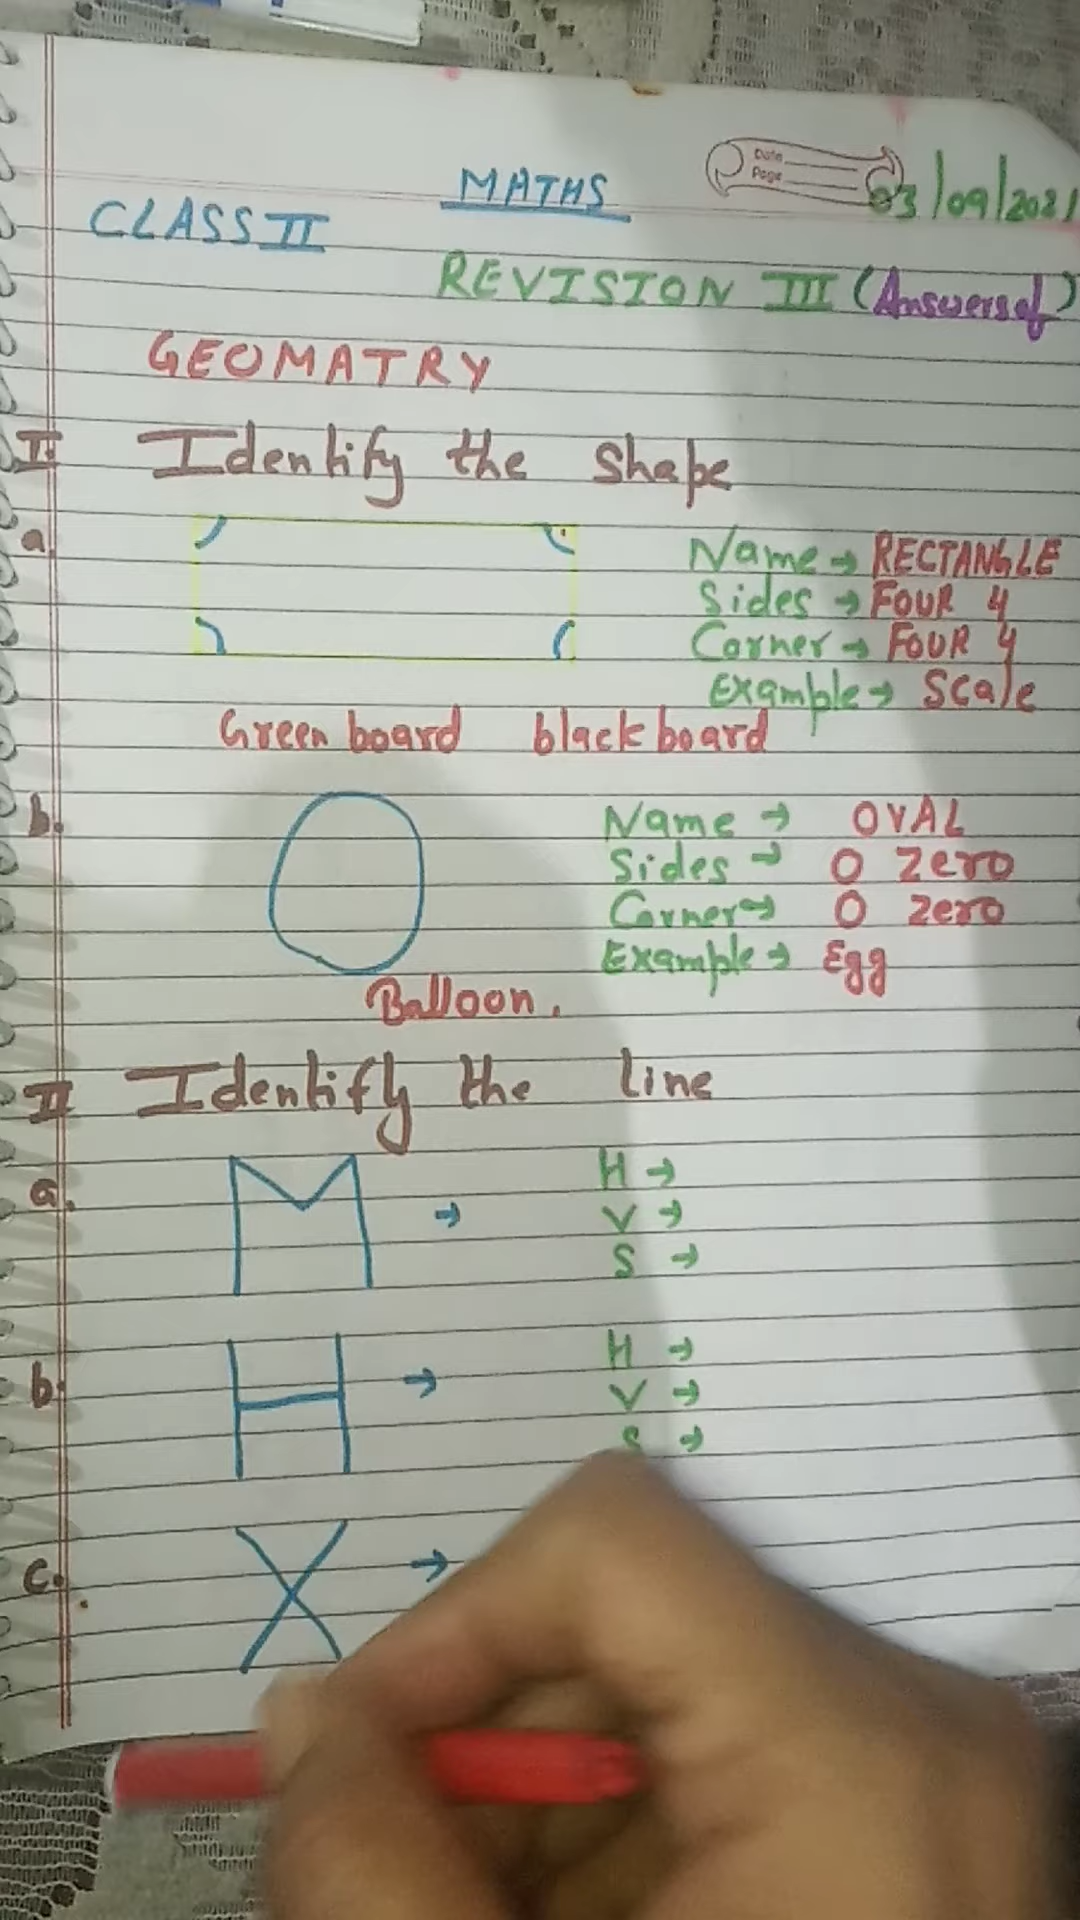 Date
Page
MATHS
03/09/2021
CLASS II
REVISION III (Answers of)
GEOMATRY
I. Identify the Shape
a.
Name → RECTANGLE
Sides → FOUR 4
Corner → FOUR 4
Example → Scale
Green board black board
b.
Name → OVAL
Sides → 0 Zero
Corner → 0 zero
Example → Egg
Balloon.
II Identifly the line
a. M → H →
V →
S →
b. H → H →
V →
S →
c. X →